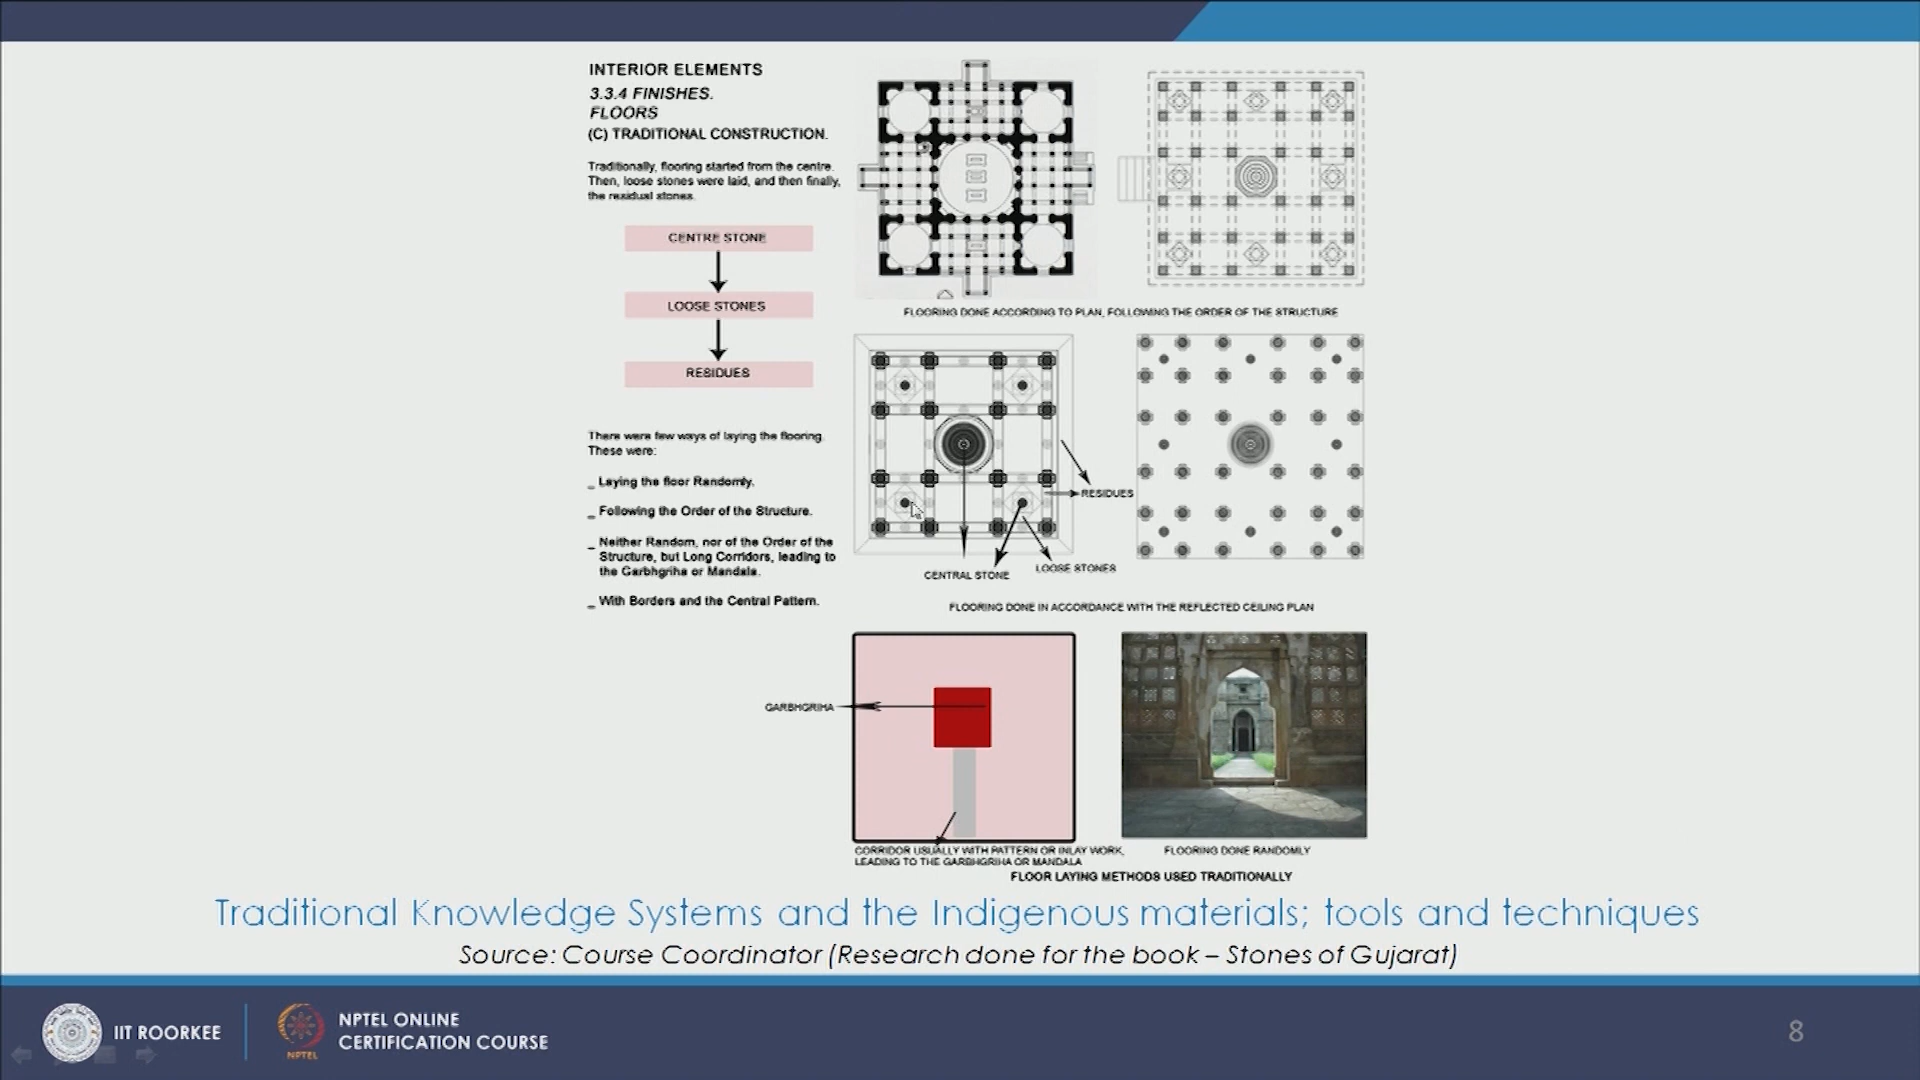 INTERIOR ELEMENTS
3.3.4 FINISHES.
FLOORS
(C) TRADITIONAL CONSTRUCTION.
Traditionally, flooring started from the centre.
Then, loose stones were laid, and then finally,
the residual stones.
CENTRE STONE
LOOSE STONES
RESIDUES
There were few ways of laying the flooring.
These were:
_ Laying the floor Randomly.
_ Following the Order of the Structure.
_ Neither Random, nor of the Order of the
Structure, but Long Corridors, leading to
the Garbhgriha or Mandala.
_ With Borders and the Central Pattern.
FLOORING DONE ACCORDING TO PLAN, FOLLOWING THE ORDER OF THE STRUCTURE
RESIDUES
CENTRAL STONE
LOOSE STONES
FLOORING DONE IN ACCORDANCE WITH THE REFLECTED CEILING PLAN
GARBHGRIHA
CORRIDOR USUALLY WITH PATTERN OR INLAY WORK,
LEADING TO THE GARBHGRIHA OR MANDALA
FLOORING DONE RANDOMLY
FLOOR LAYING METHODS USED TRADITIONALLY
Traditional Knowledge Systems and the Indigenous materials; tools and techniques
Source: Course Coordinator (Research done for the book – Stones of Gujarat)
IIT ROORKEE
NPTEL
NPTEL ONLINE
CERTIFICATION COURSE
8